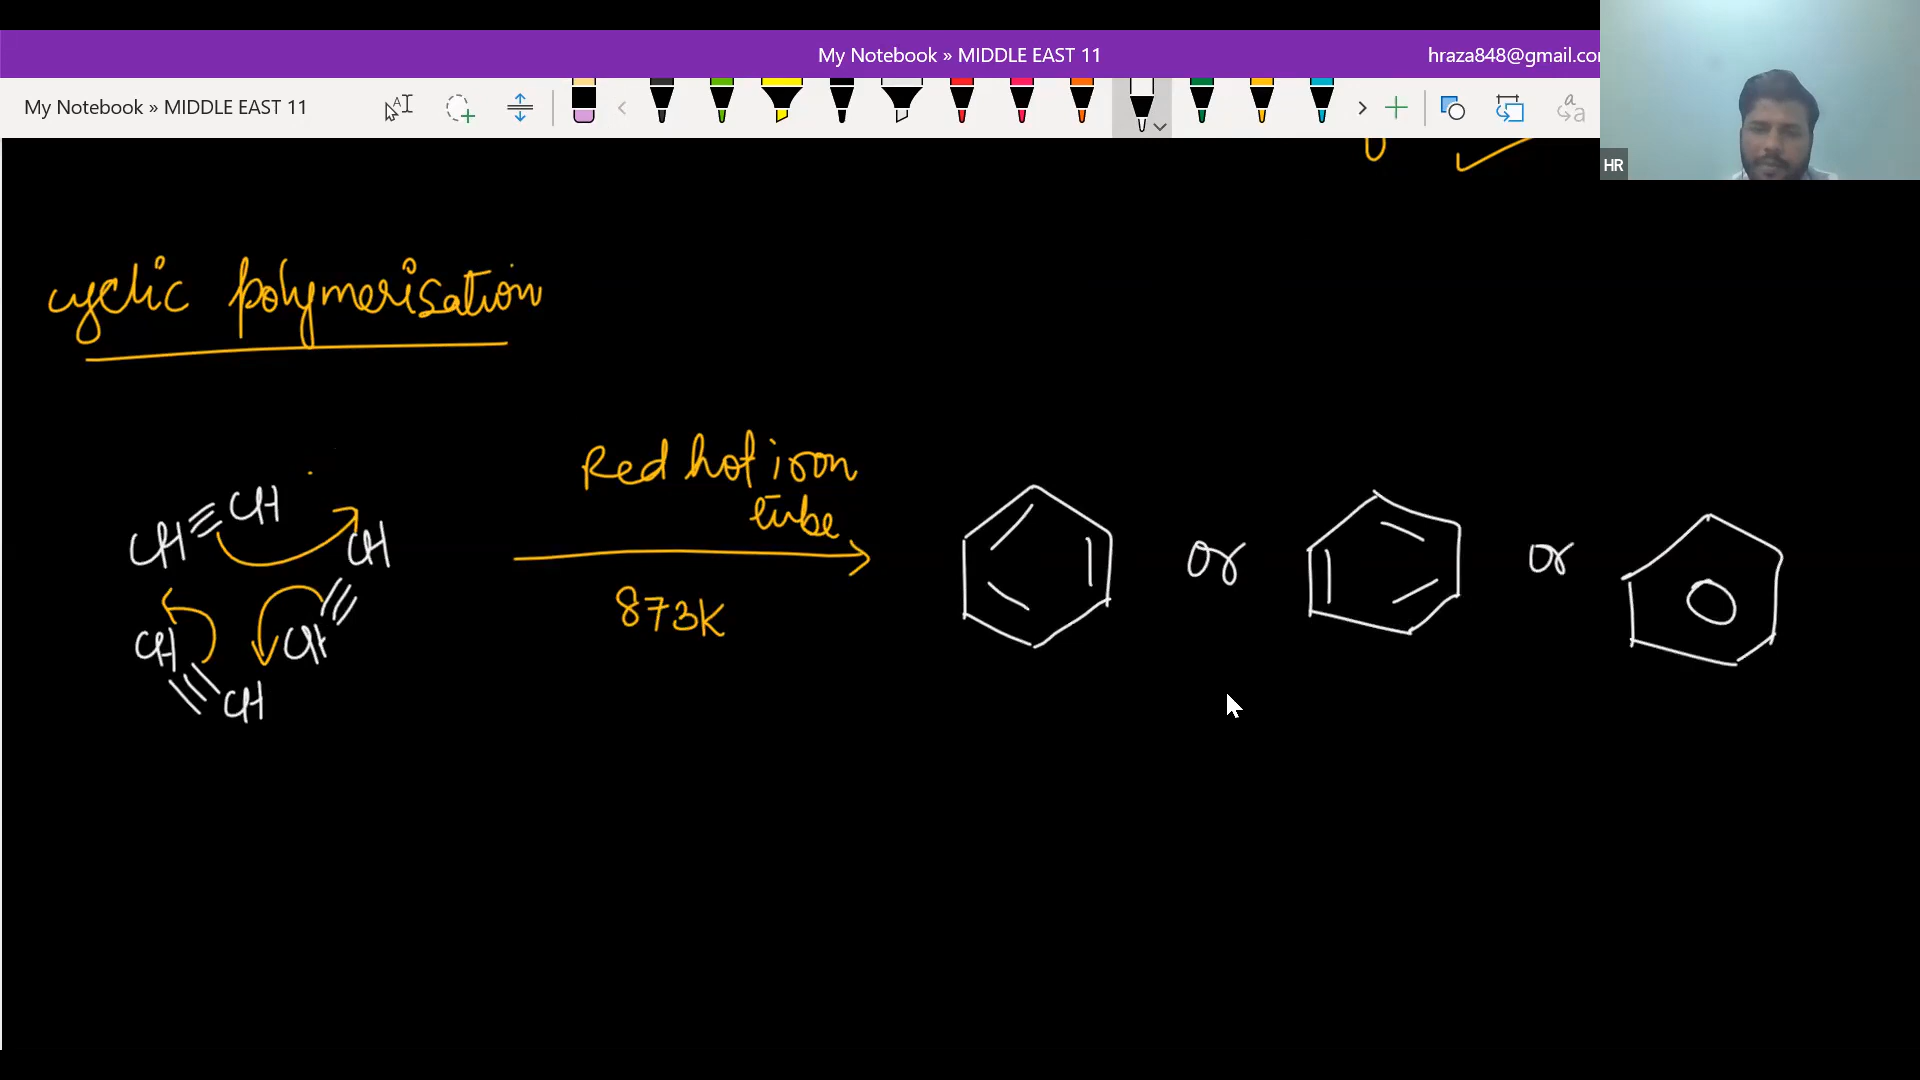 My Notebook » MIDDLE EAST 11
hraza848@gmail.co
My Notebook » MIDDLE EAST 11
HR
cyclic polymerisation
CH≡CH
CH
CH
CH
≡CH
Red hot iron
tube
873K
or
or